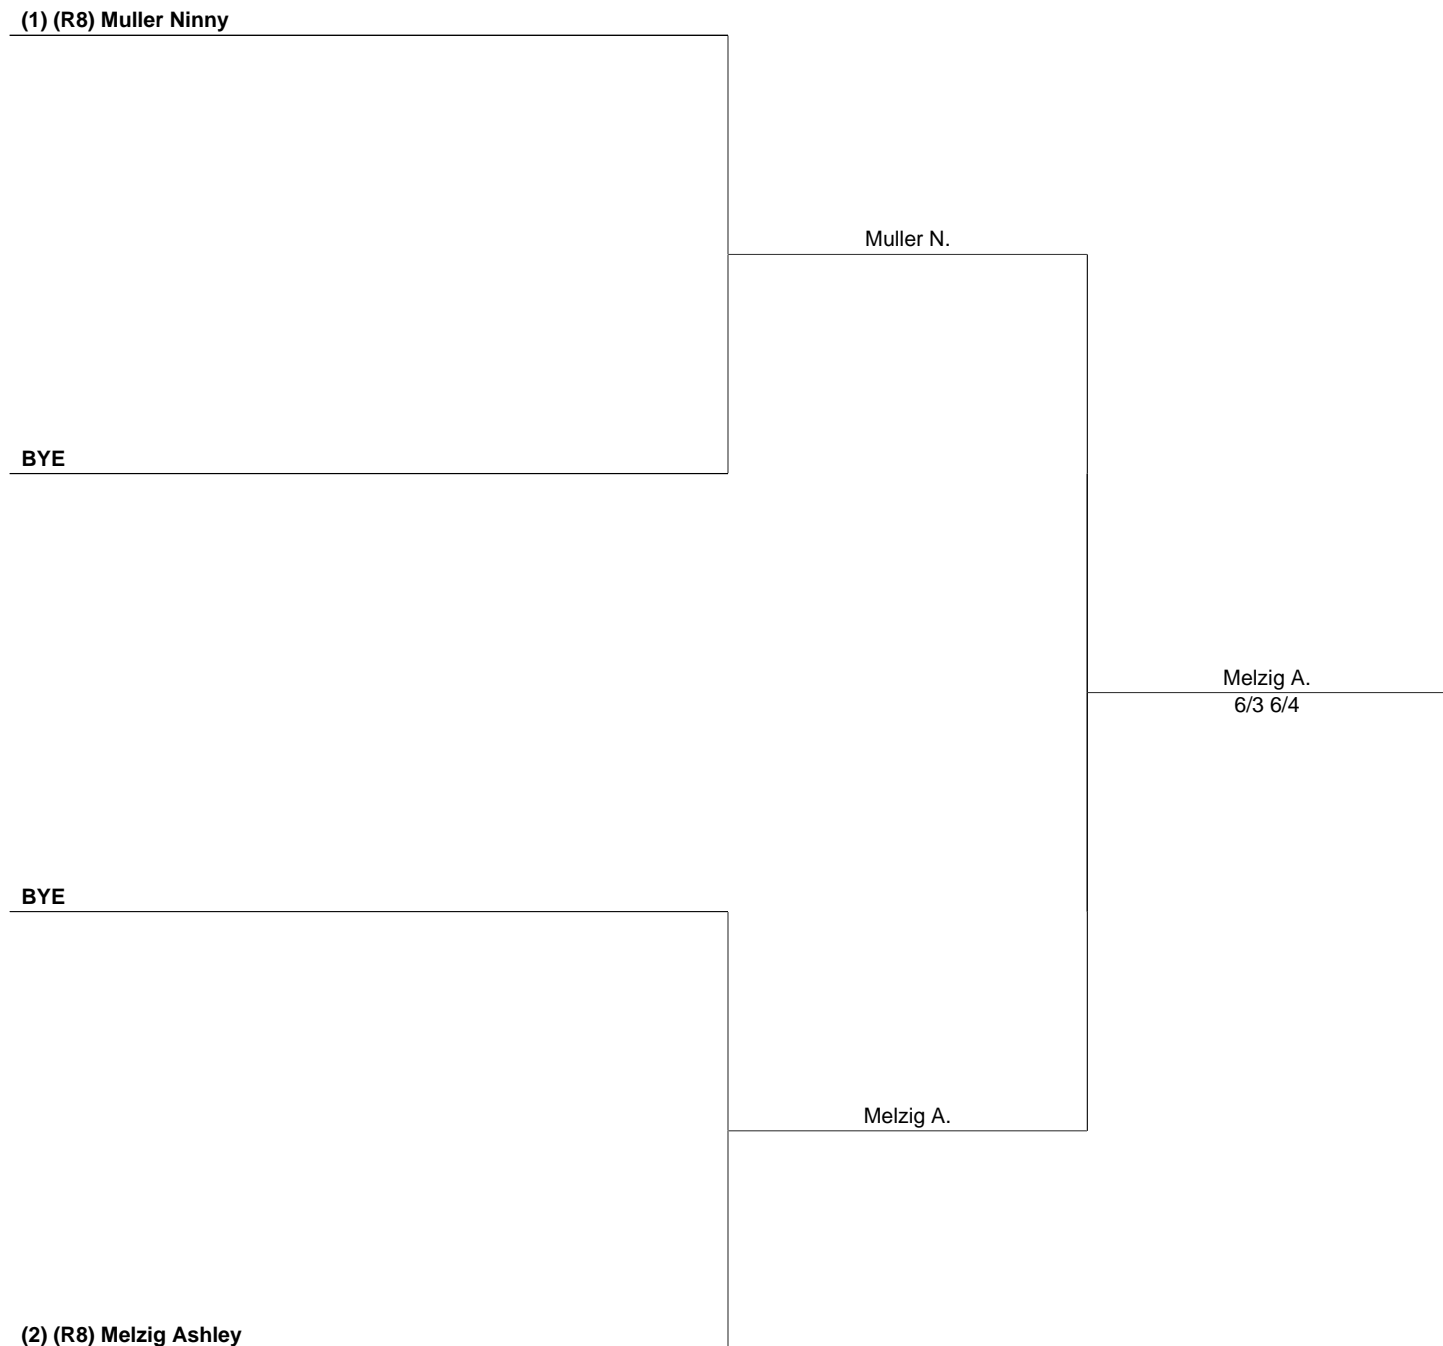 (1) (R8) Muller Ninny
Muller N.
BYE
Melzig A.
6/3 6/4
BYE
Melzig A.
(2) (R8) Melzig Ashley